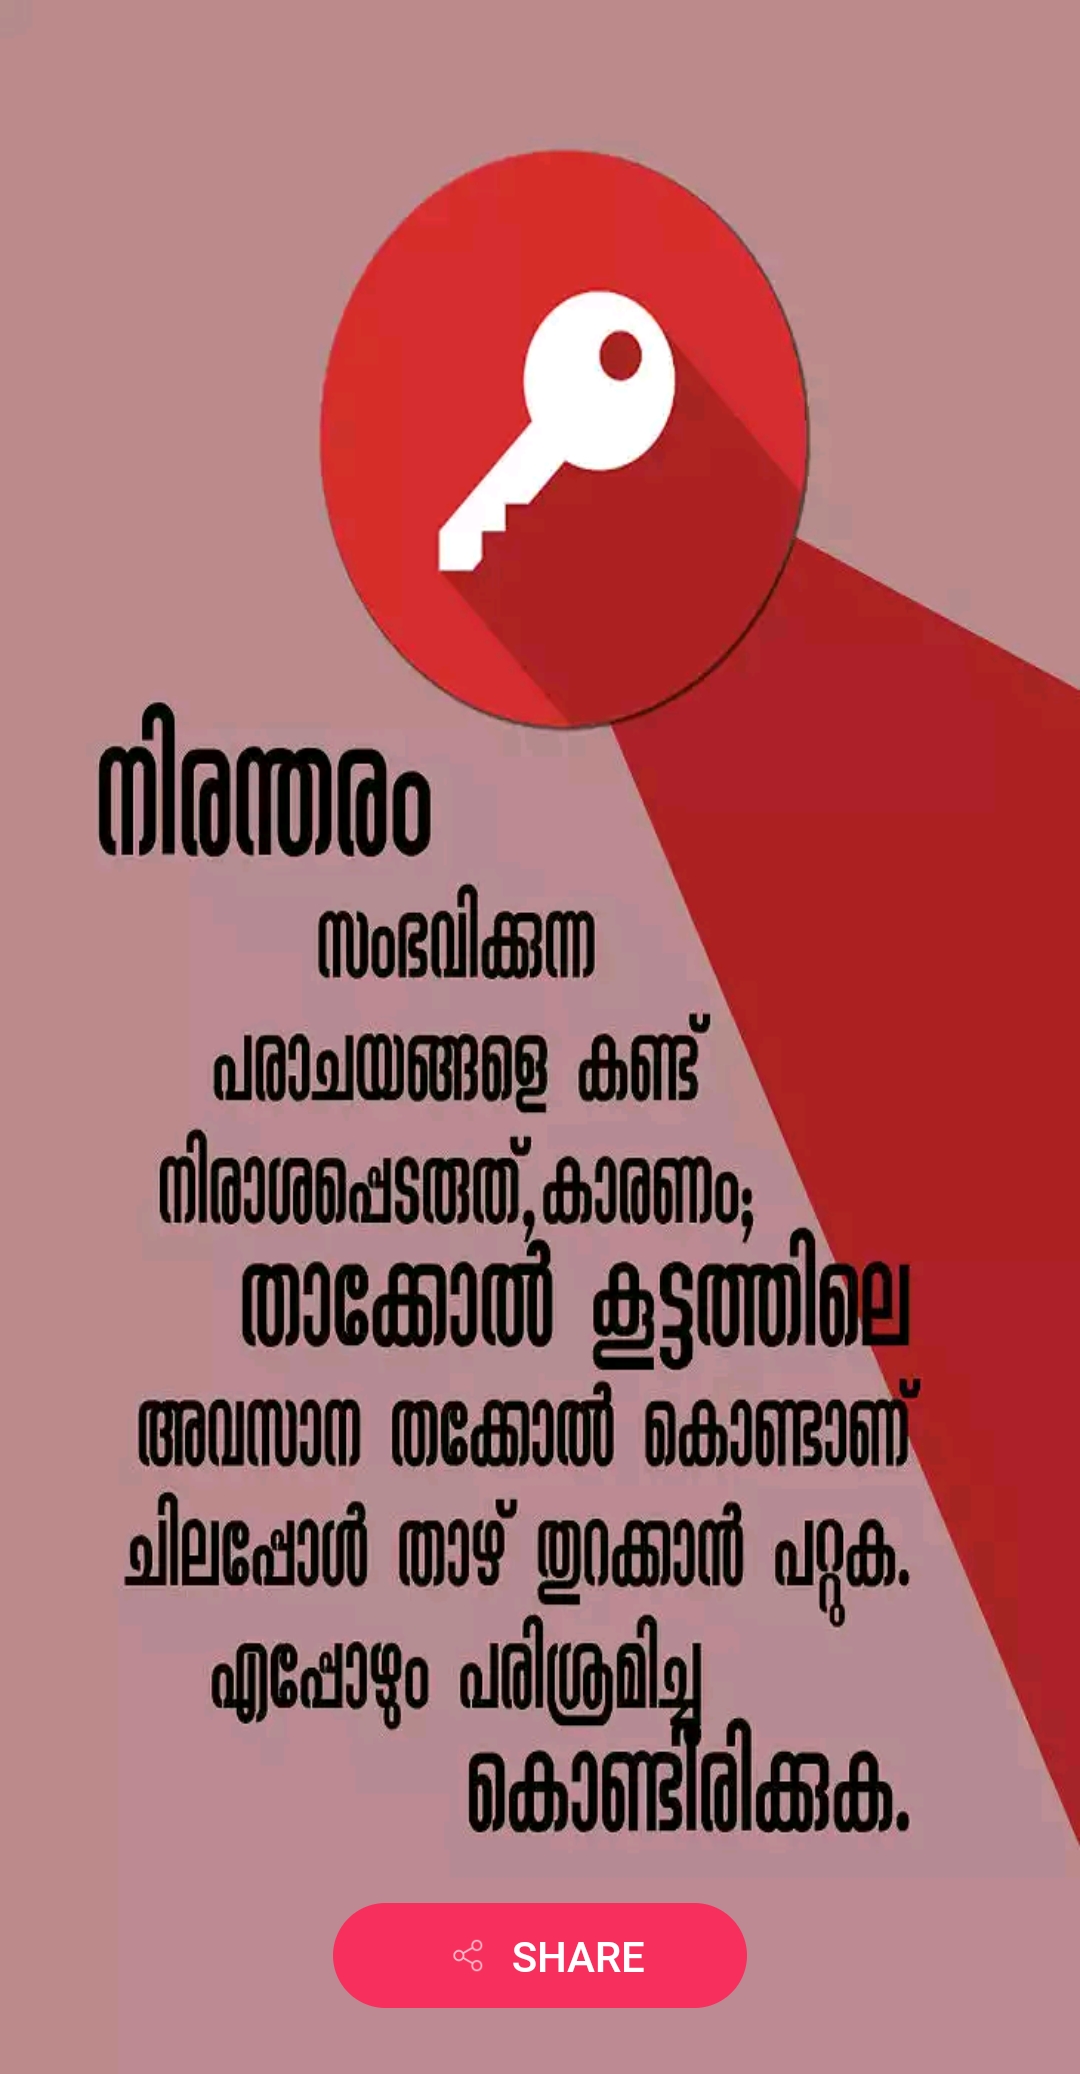 നിരന്തരം
സംഭവിക്കുന്ന
പരാചയങ്ങളെ കണ്ട്
നിരാശപ്പെടരുത്,കാരണം;
താക്കോൽ കൂട്ടത്തിലെ
അവസാന തക്കോൽ കൊണ്ടാണ്
ചിലപ്പോൾ താഴ് തുറക്കാൻ പറ്റുക.
എപ്പോഴും പരിശ്രമിച്ചു
കൊണ്ടിരിക്കുക.
SHARE